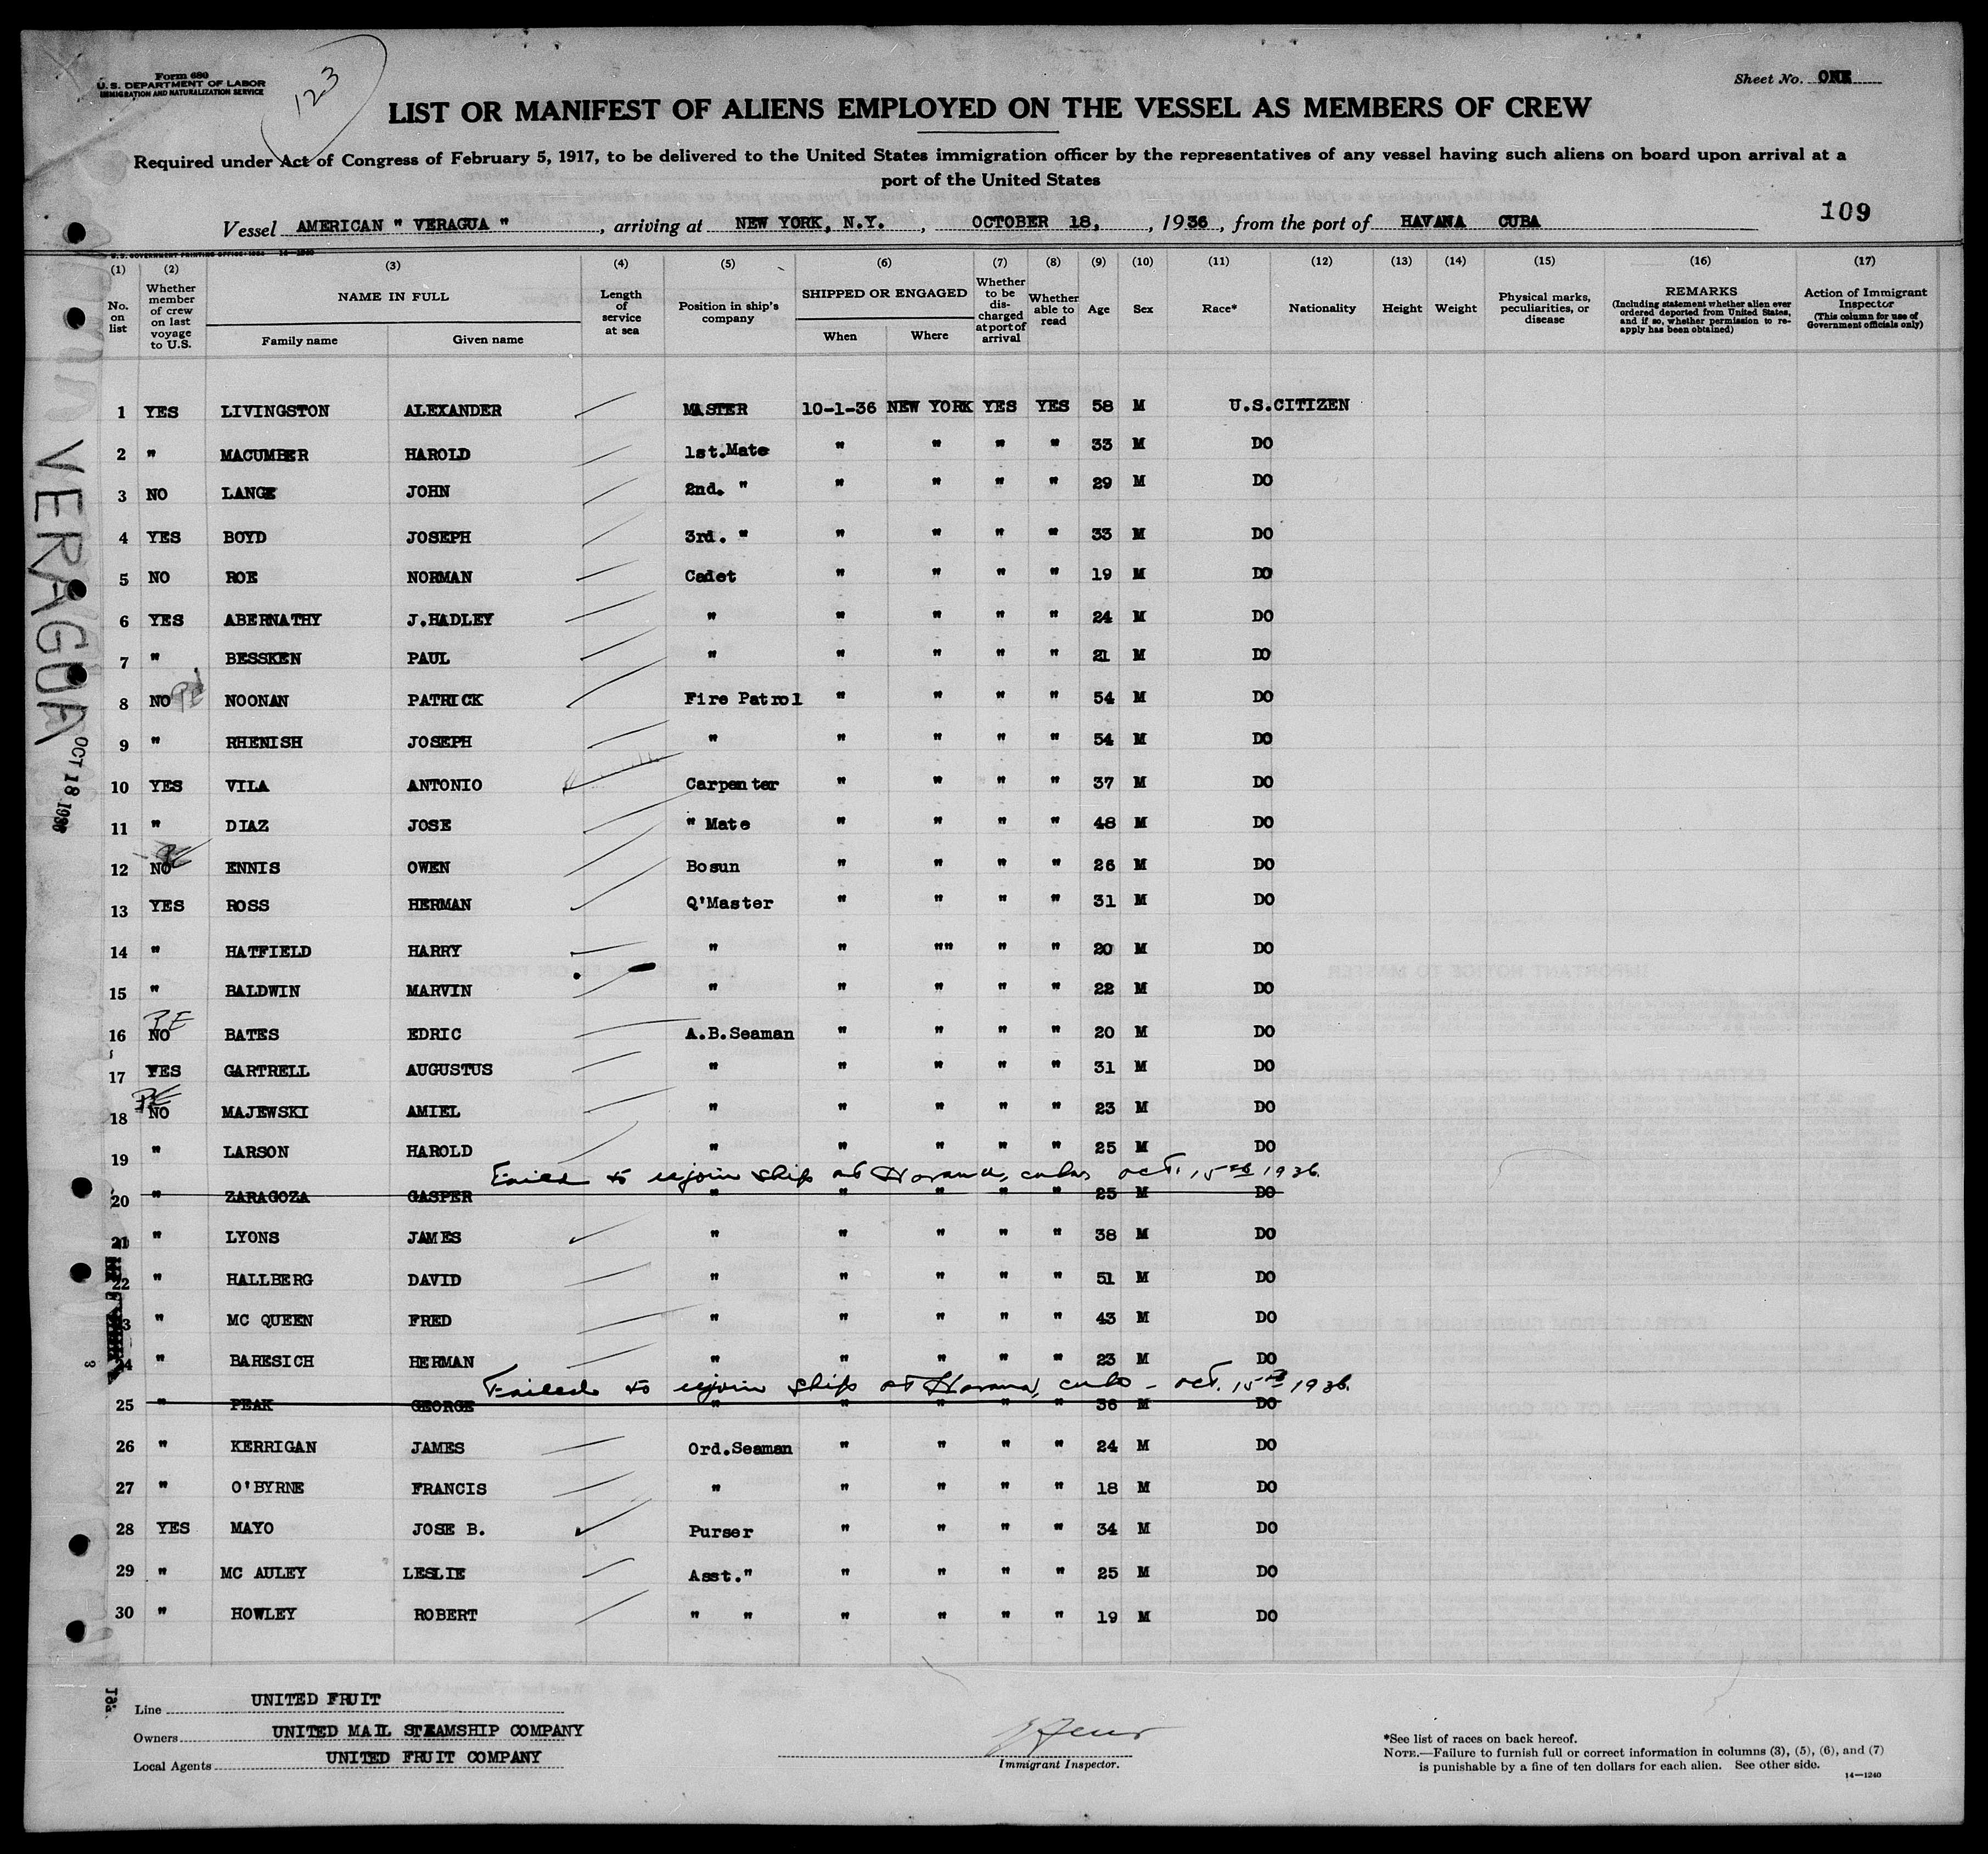 Form 680
U.S. DEPARTMENT OF LABOR
IMMIGRATION AND NATURALIZATION SERVICE
123
Sheet No. ONE
LIST OR MANIFEST OF ALIENS EMPLOYED ON THE VESSEL AS MEMBERS OF CREW
Required under Act of Congress of February 5, 1917, to be delivered to the United States immigration officer by the representatives of any vessel having such aliens on board upon arrival at a
port of the United States
109
Vessel AMERICAN " VERAGUA " , arriving at NEW YORK, N.Y. , OCTOBER 18, , 1936 , from the port of HAVANA CUBA
(1) (2) (3) (4) (5) (6) (7) (8) (9) (10) (11) (12) (13) (14) (15) (16) (17)
No. on list
Whether member of crew on last voyage to U.S.
NAME IN FULL
Family name
Given name
Length of service at sea
Position in ship's company
SHIPPED OR ENGAGED
When
Where
Whether to be discharged at port of arrival
Whether able to read
Age
Sex
Race*
Nationality
Height
Weight
Physical marks, peculiarities, or disease
REMARKS
(Including statement whether alien ever ordered deported from United States, and if so, whether permission to reapply has been obtained)
Action of Immigrant Inspector
(This column for use of Government officials only)
1 YES LIVINGSTON ALEXANDER MASTER 10-1-36 NEW YORK YES YES 58 M U.S.CITIZEN
2 " MACUMBER HAROLD 1st.Mate " " " " 33 M DO
3 NO LANGE JOHN 2nd. " " " " " 29 M DO
4 YES BOYD JOSEPH 3rd. " " " " " 33 M DO
5 NO ROE NORMAN Cadet " " " " 19 M DO
6 YES ABERNATHY J.HADLEY " " " " " 24 M DO
7 " BESSKEN PAUL " " " " " 21 M DO
8 NO NOONAN PATRICK Fire Patrol " " " " 54 M DO
9 " RHENISH JOSEPH " " " " " 54 M DO
10 YES VILA ANTONIO Carpenter " " " " 37 M DO
11 " DIAZ JOSE " Mate " " " " 48 M DO
12 NO ENNIS OWEN Bosun " " " " 26 M DO
13 YES ROSS HERMAN Q'Master " " " " 31 M DO
14 " HATFIELD HARRY " " "" " " 20 M DO
15 " BALDWIN MARVIN " " " " " 22 M DO
16 NO BATES EDRIC A.B.Seaman " " " " 20 M DO
17 YES GARTRELL AUGUSTUS " " " " " 31 M DO
18 NO MAJEWSKI AMIEL " " " " " 23 M DO
19 " LARSON HAROLD " " " " " 25 M DO
Failed to rejoin ship at Havana, cuba oct. 15th 1936.
20 " ZARAGOZA GASPER " " " " " 25 M DO
21 " LYONS JAMES " " " " " 38 M DO
22 " HALLBERG DAVID " " " " " 51 M DO
23 " MC QUEEN FRED " " " " " 43 M DO
24 " BARESICH HERMAN " " " " " 23 M DO
Failed to rejoin ship at Havana, cuba - oct. 15th 1936.
25 " PEAK GEORGE " " " " " 36 M DO
26 " KERRIGAN JAMES Ord.Seaman " " " " 24 M DO
27 " O'BYRNE FRANCIS " " " " " 18 M DO
28 YES MAYO JOSE B. Purser " " " " 34 M DO
29 " MC AULEY LESLIE Asst." " " " " 25 M DO
30 " HOWLEY ROBERT " " " " " " 19 M DO
VERAGUA
OCT 18 1936
Line UNITED FRUIT
Owners UNITED MAIL STEAMSHIP COMPANY
Local Agents UNITED FRUIT COMPANY
Immigrant Inspector.
*See list of races on back hereof.
NOTE.—Failure to furnish full or correct information in columns (3), (5), (6), and (7)
is punishable by a fine of ten dollars for each alien. See other side.
14—1240